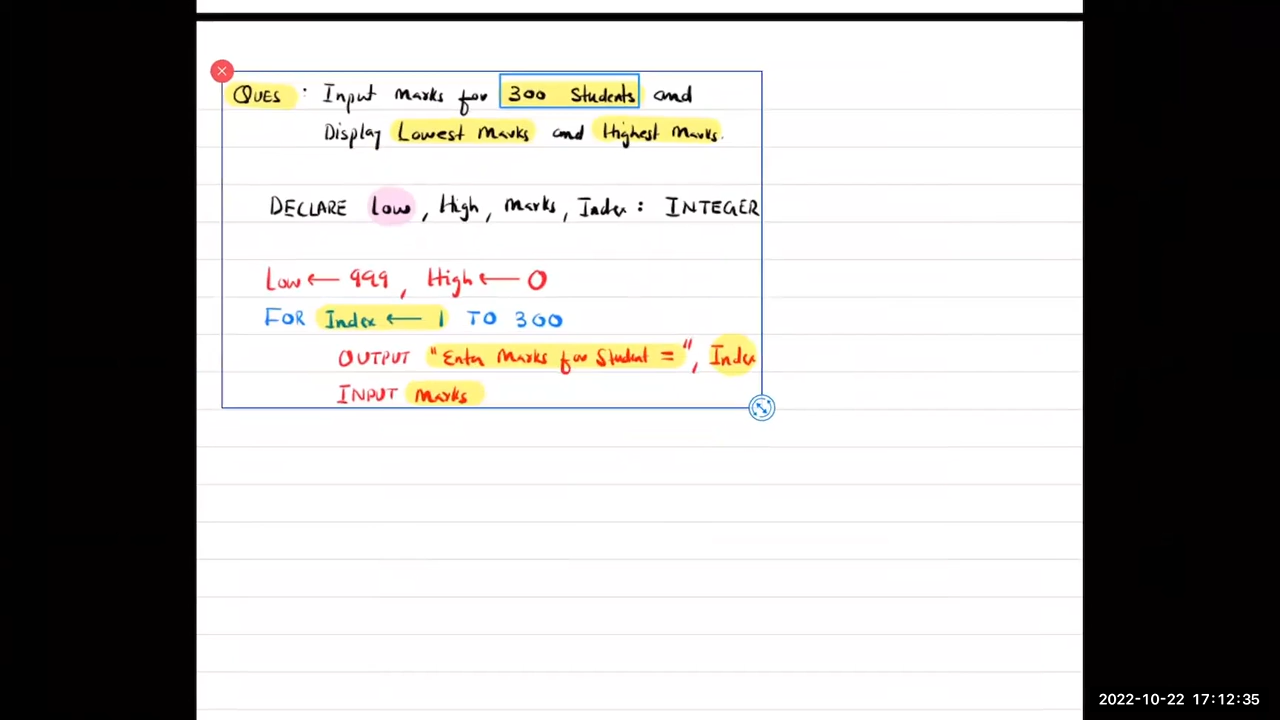 QUES : Input Marks for 300 Students and
Display Lowest Marks and Highest Marks.
DECLARE Low, High, Marks, Index : INTEGER
Low ← 999, High ← 0
FOR Index ← 1 TO 300
OUTPUT "Enter Marks for Student = ", Index
INPUT Marks
2022-10-22 17:12:35